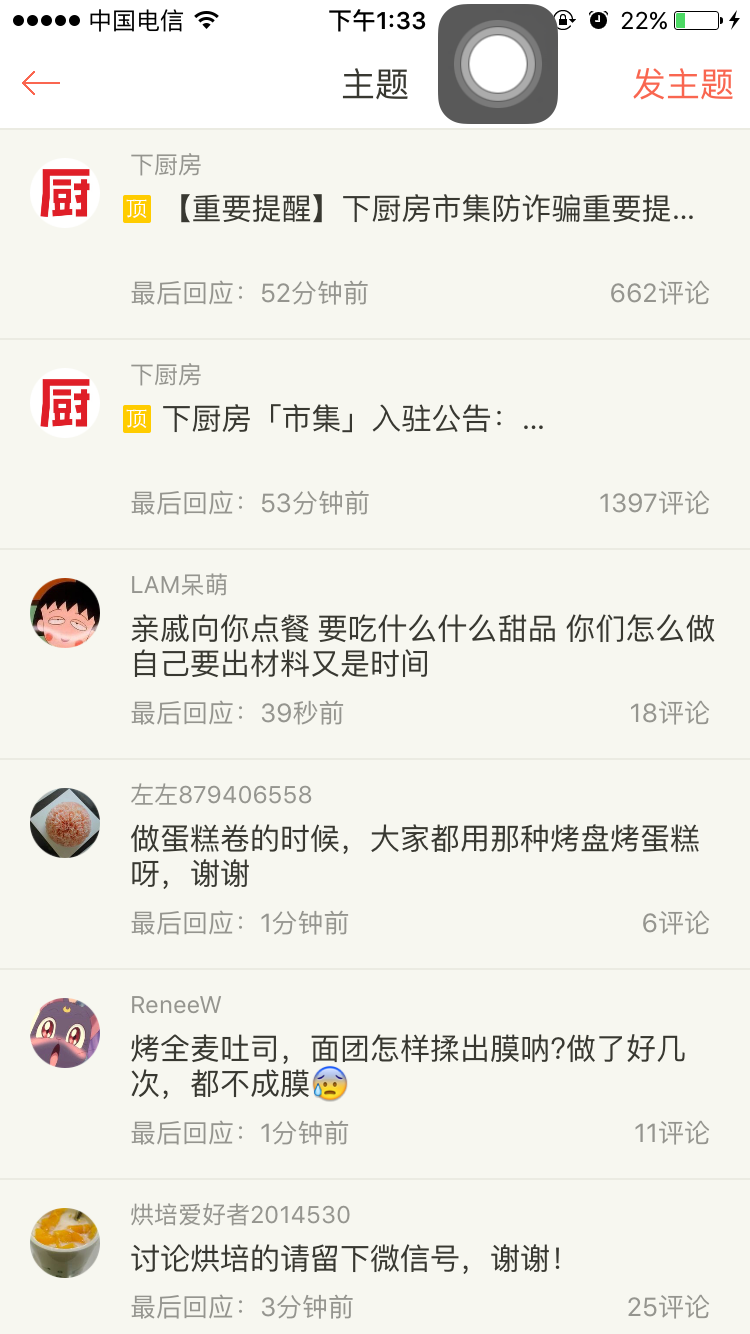 中国电信 下午1:33 22%
主题 发主题
下厨房
厨
顶 【重要提醒】下厨房市集防诈骗重要提...
最后回应：52分钟前 662评论
下厨房
厨
顶 下厨房「市集」入驻公告：...
最后回应：53分钟前 1397评论
LAM呆萌
亲戚向你点餐 要吃什么什么甜品 你们怎么做
自己要出材料又是时间
最后回应：39秒前 18评论
左左879406558
做蛋糕卷的时候，大家都用那种烤盘烤蛋糕
呀，谢谢
最后回应：1分钟前 6评论
ReneeW
烤全麦吐司，面团怎样揉出膜呐?做了好几
次，都不成膜😰
最后回应：1分钟前 11评论
烘培爱好者2014530
讨论烘培的请留下微信号，谢谢！
最后回应：3分钟前 25评论